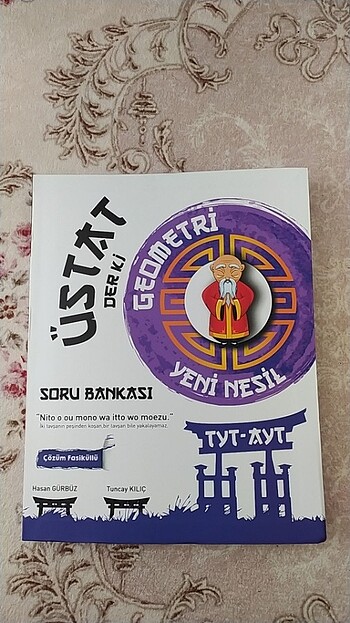 ÜSTAT
DER Kİ
GEOMETRİ
YENİ NESİL
SORU BANKASI
"Nito o ou mono wa itto wo moezu."
İki tavşanın peşinden koşan,bir tavşan bile yakalayamaz.
TYT-AYT
Çözüm Fasiküllü
Hasan GÜRBÜZ
Tuncay KILIÇ